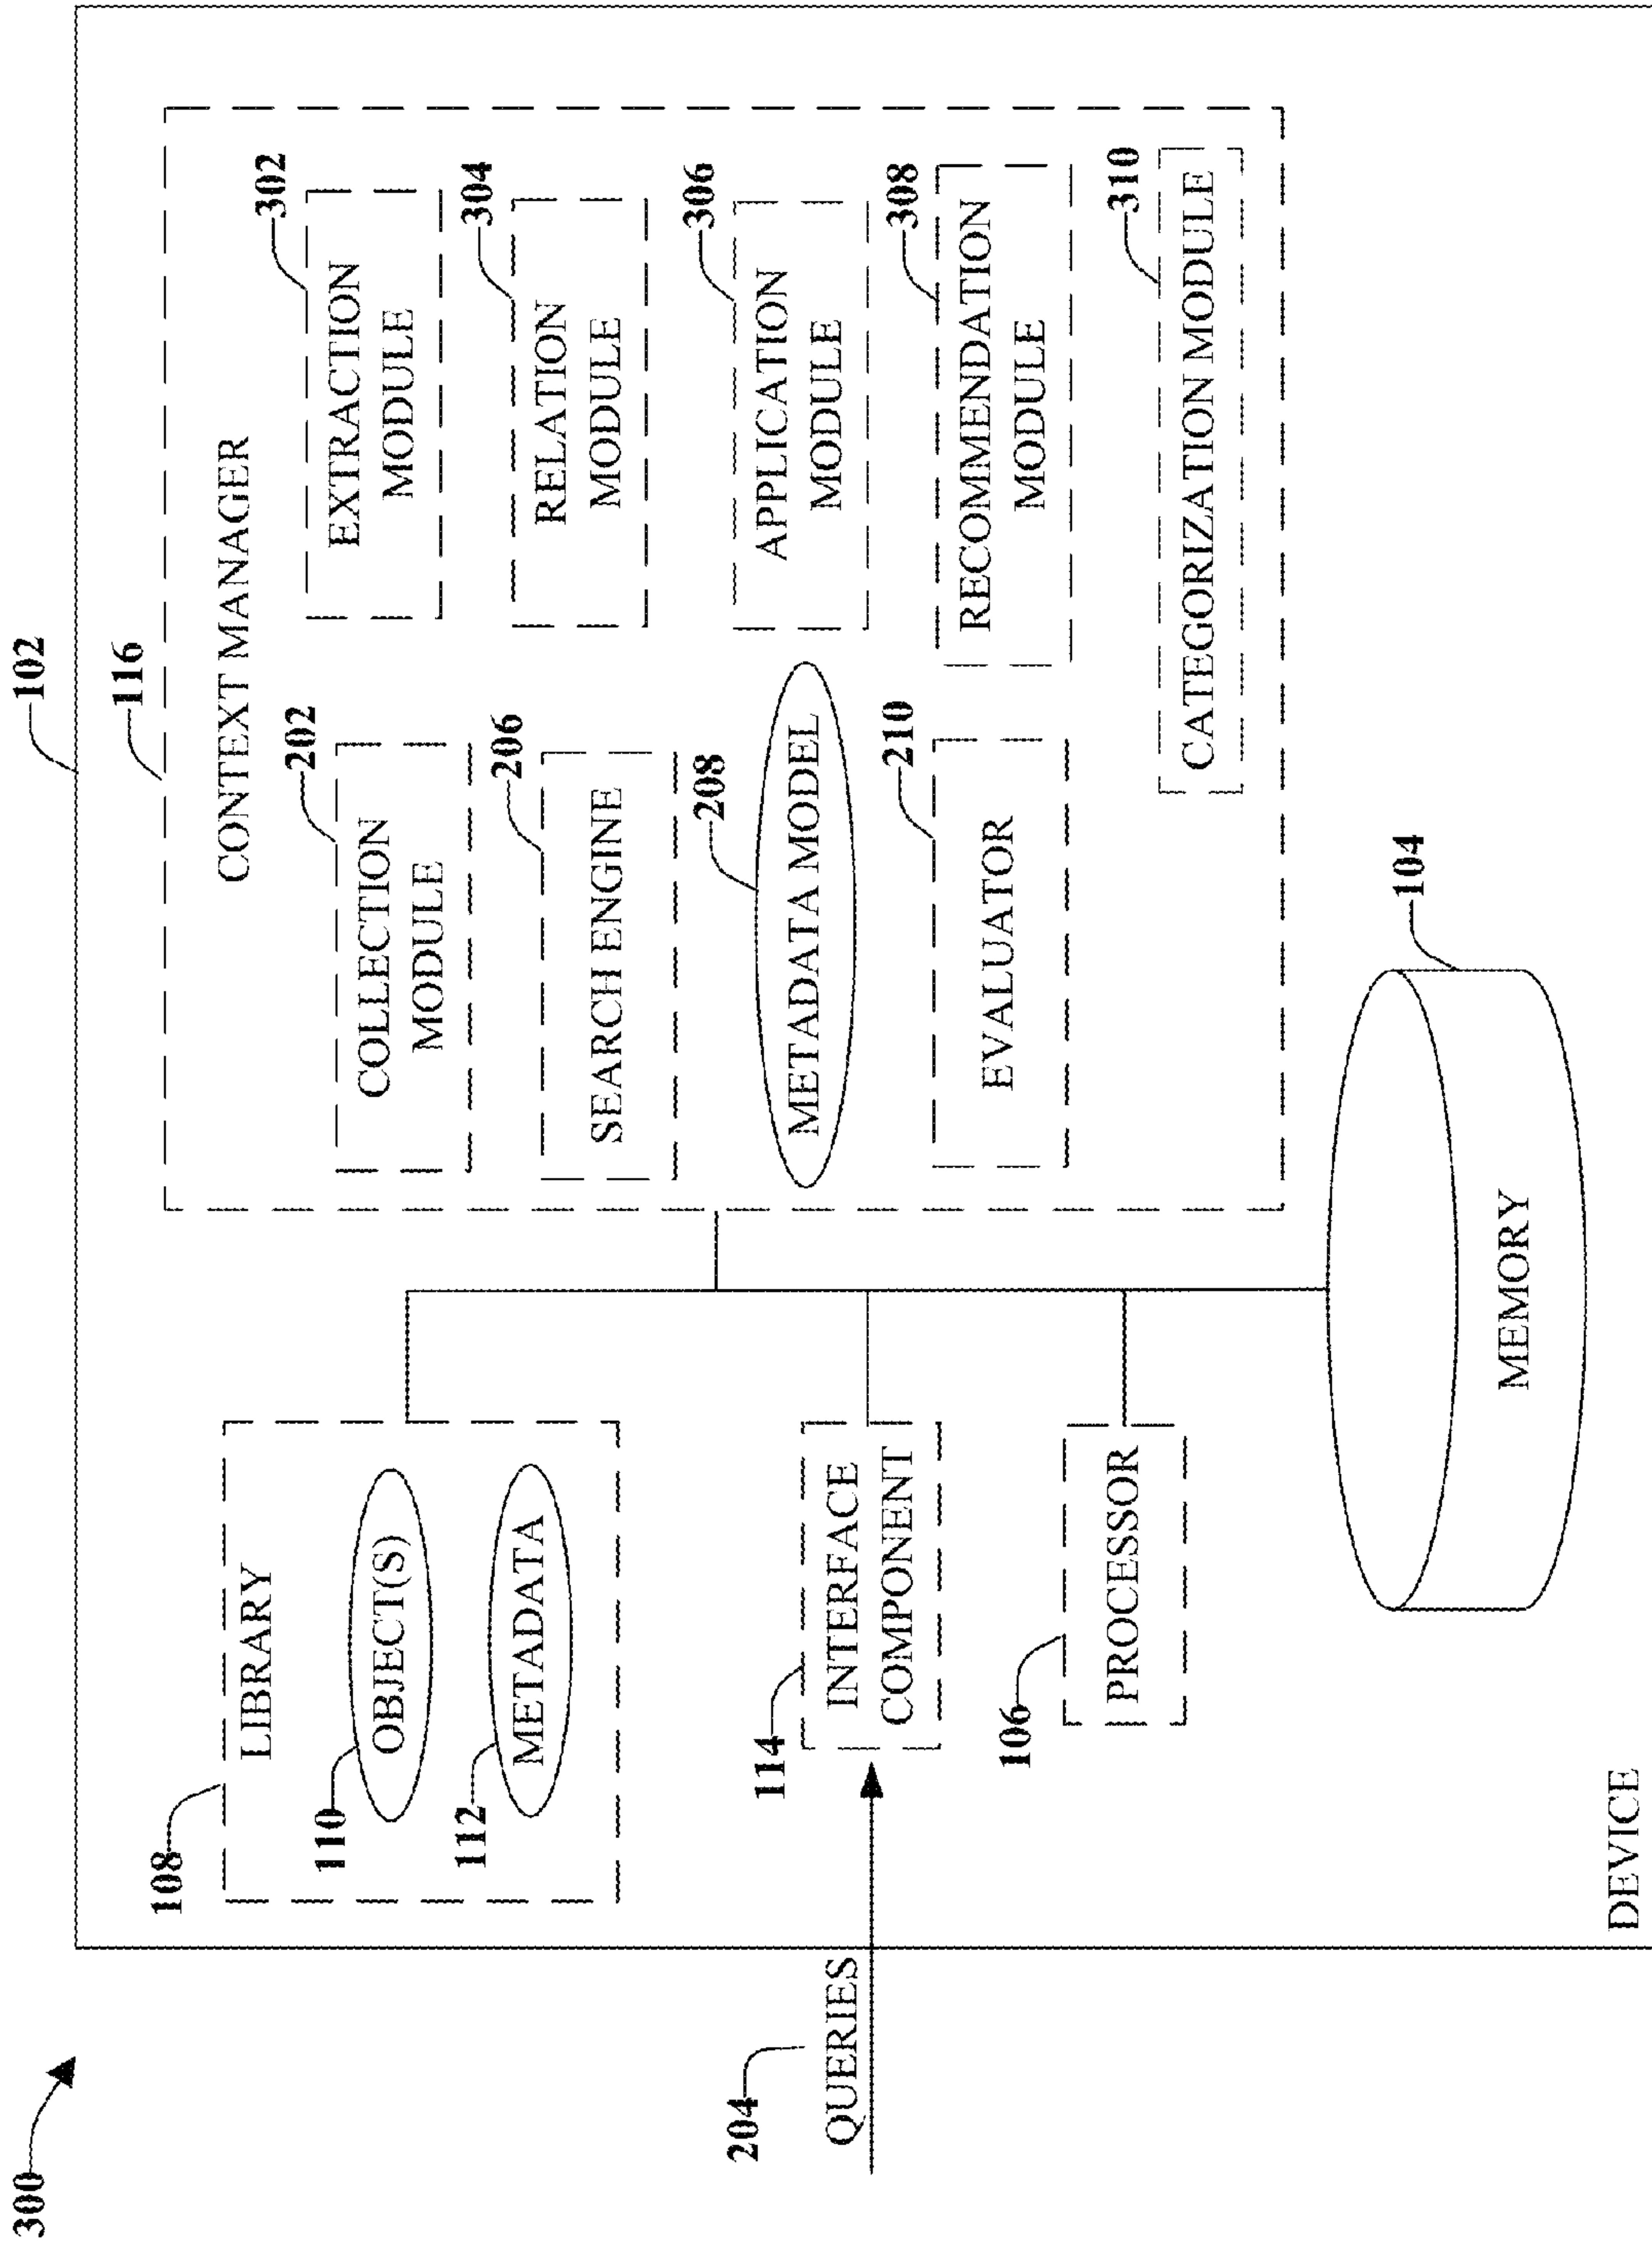 300
102
116
CONTEXT MANAGER
108
LIBRARY
110
OBJECT(S)
112
METADATA
202
COLLECTION
MODULE
302
EXTRACTION
MODULE
206
SEARCH ENGINE
304
RELATION
MODULE
204
QUERIES
114
INTERFACE
COMPONENT
208
METADATA MODEL
306
APPLICATION
MODULE
106
PROCESSOR
210
EVALUATOR
308
RECOMMENDATION
MODULE
310
CATEGORIZATION MODULE
104
MEMORY
DEVICE